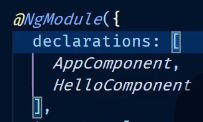 @NgModule({
declarations: [
AppComponent,
HelloComponent
],